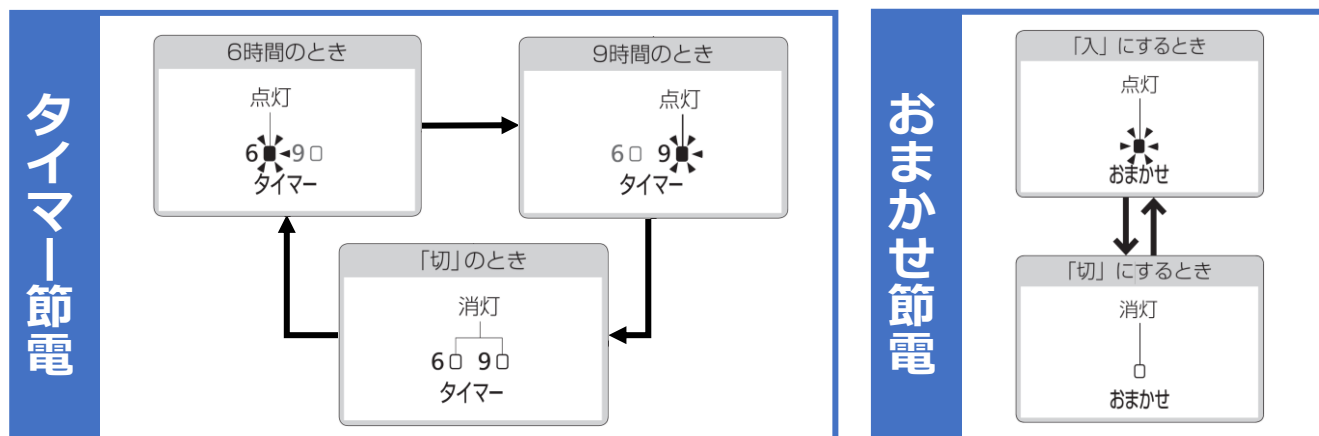 タイマー節電
6時間のとき
点灯
6 9
タイマー
9時間のとき
点灯
6 9
タイマー
「切」のとき
消灯
6 9
タイマー
おまかせ節電
「入」にするとき
点灯
おまかせ
「切」にするとき
消灯
おまかせ